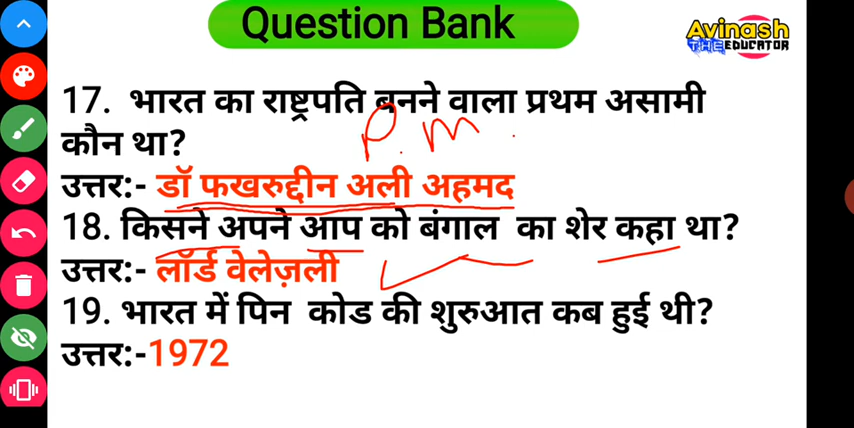 Question Bank
Avinash
THE EDUCATOR
17. भारत का राष्ट्रपति बनने वाला प्रथम असामी
कौन था?
P.M.
उत्तर:- डॉ फखरुद्दीन अली अहमद
18. किसने अपने आप को बंगाल का शेर कहा था?
उत्तर:- लॉर्ड वेलेज़ली
19. भारत में पिन कोड की शुरुआत कब हुई थी?
उत्तर:-1972